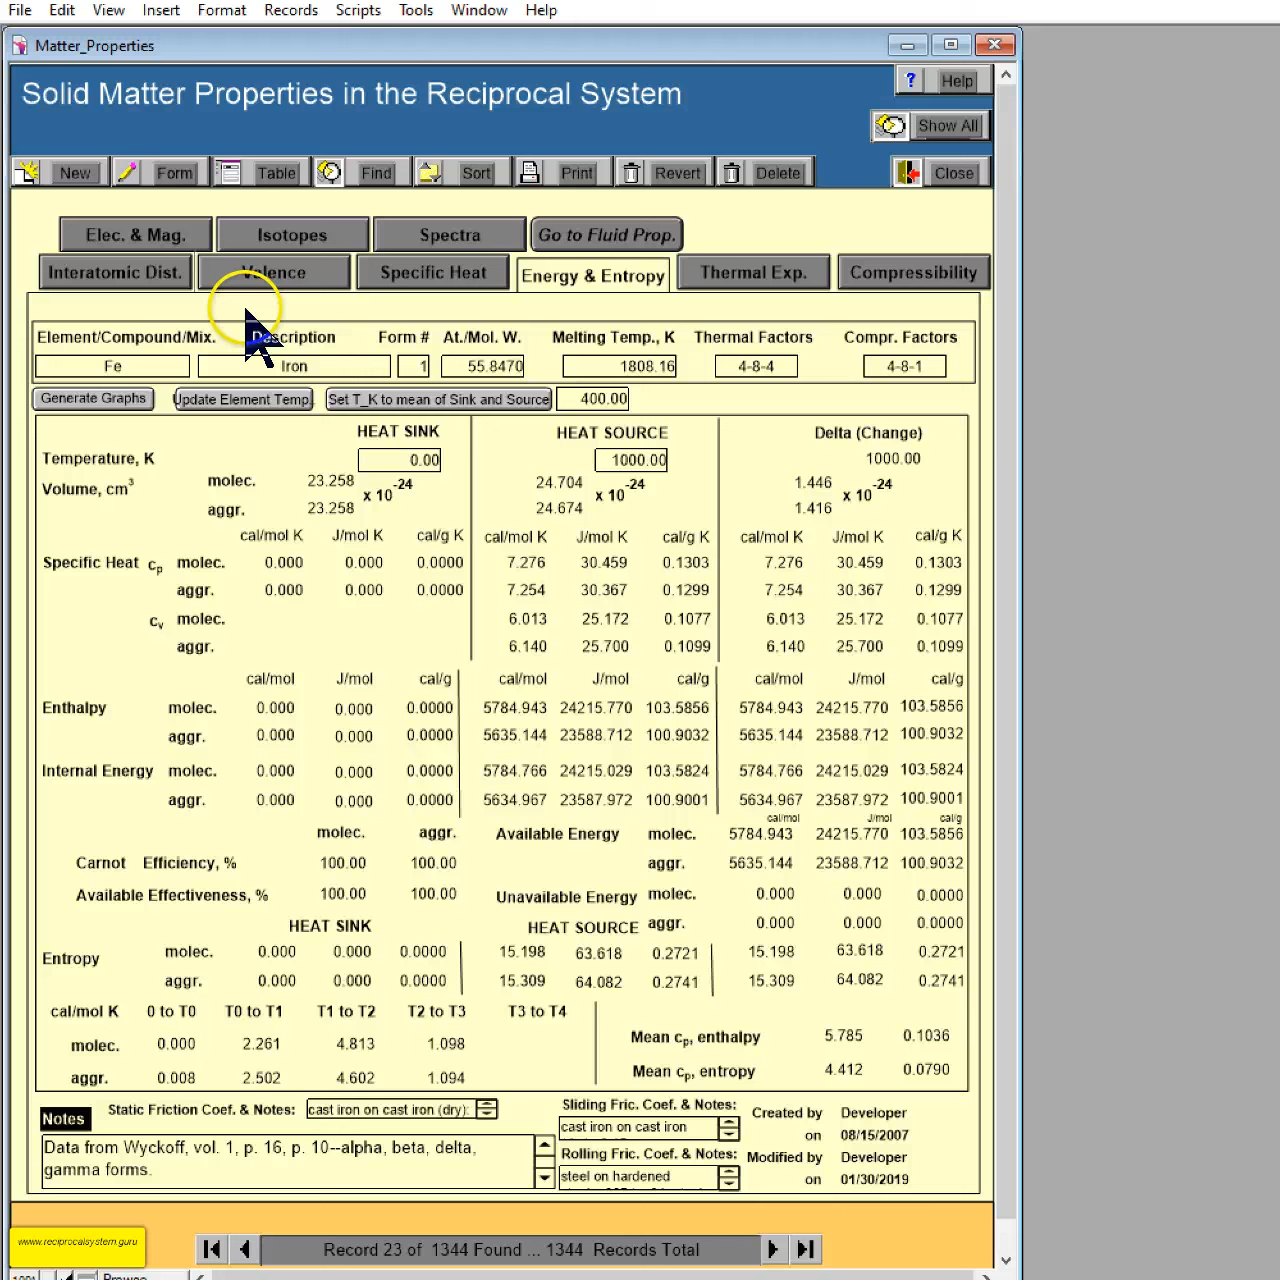 File Edit View Insert Format Records Scripts Tools Window Help
Matter_Properties
Solid Matter Properties in the Reciprocal System
? Help
Show All
New Form Table Find Sort Print Revert Delete Close
Elec. & Mag. Isotopes Spectra Go to Fluid Prop.
Interatomic Dist. Valence Specific Heat Energy & Entropy Thermal Exp. Compressibility
Element/Compound/Mix. Description Form # At./Mol. W. Melting Temp., K Thermal Factors Compr. Factors
Fe Iron 1 55.8470 1808.16 4-8-4 4-8-1
Generate Graphs Update Element Temp. Set T_K to mean of Sink and Source 400.00
HEAT SINK HEAT SOURCE Delta (Change)
Temperature, K 0.00 1000.00 1000.00
Volume, cm³ molec. 23.258 x 10-24 24.704 x 10-24 1.446 x 10-24
aggr. 23.258 24.674 1.416
cal/mol K J/mol K cal/g K cal/mol K J/mol K cal/g K cal/mol K J/mol K cal/g K
Specific Heat cp molec. 0.000 0.000 0.0000 7.276 30.459 0.1303 7.276 30.459 0.1303
aggr. 0.000 0.000 0.0000 7.254 30.367 0.1299 7.254 30.367 0.1299
cv molec. 6.013 25.172 0.1077 6.013 25.172 0.1077
aggr. 6.140 25.700 0.1099 6.140 25.700 0.1099
cal/mol J/mol cal/g cal/mol J/mol cal/g cal/mol J/mol cal/g
Enthalpy molec. 0.000 0.000 0.0000 5784.943 24215.770 103.5856 5784.943 24215.770 103.5856
aggr. 0.000 0.000 0.0000 5635.144 23588.712 100.9032 5635.144 23588.712 100.9032
Internal Energy molec. 0.000 0.000 0.0000 5784.766 24215.029 103.5824 5784.766 24215.029 103.5824
aggr. 0.000 0.000 0.0000 5634.967 23587.972 100.9001 5634.967 23587.972 100.9001
cal/mol J/mol cal/g
molec. aggr. Available Energy molec. 5784.943 24215.770 103.5856
Carnot Efficiency, % 100.00 100.00 aggr. 5635.144 23588.712 100.9032
Available Effectiveness, % 100.00 100.00 Unavailable Energy molec. 0.000 0.000 0.0000
HEAT SINK HEAT SOURCE aggr. 0.000 0.000 0.0000
Entropy molec. 0.000 0.000 0.0000 15.198 63.618 0.2721 15.198 63.618 0.2721
aggr. 0.000 0.000 0.0000 15.309 64.082 0.2741 15.309 64.082 0.2741
cal/mol K 0 to T0 T0 to T1 T1 to T2 T2 to T3 T3 to T4
molec. 0.000 2.261 4.813 1.098 Mean cp, enthalpy 5.785 0.1036
aggr. 0.008 2.502 4.602 1.094 Mean cp, entropy 4.412 0.0790
Notes Static Friction Coef. & Notes: cast iron on cast iron (dry): Sliding Fric. Coef. & Notes: Created by Developer
cast iron on cast iron on 08/15/2007
Data from Wyckoff, vol. 1, p. 16, p. 10--alpha, beta, delta, Rolling Fric. Coef. & Notes: Modified by Developer
gamma forms. steel on hardened on 01/30/2019
www.reciprocalsystem.guru Record 23 of 1344 Found ... 1344 Records Total